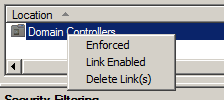 Location
Domain Controllers
Enforced
Link Enabled
Delete Link(s)
Security Filtering